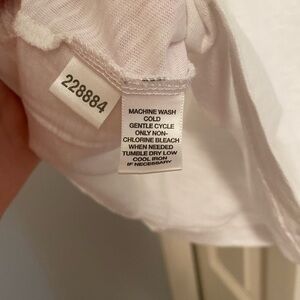 228884
MACHINE WASH
COLD
GENTLE CYCLE
ONLY NON-
CHLORINE BLEACH
WHEN NEEDED
TUMBLE DRY LOW
COOL IRON
IF NECESSARY